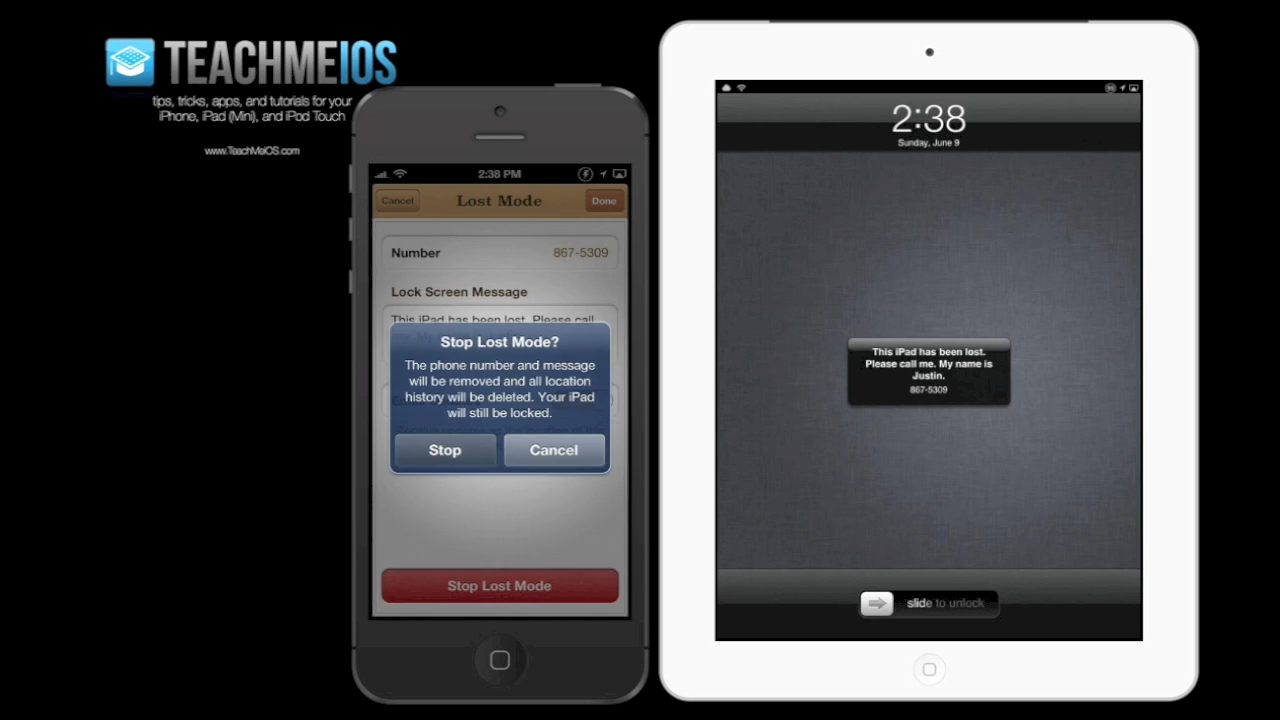 TEACHMEIOS
tips, tricks, apps, and tutorials for your
iPhone, iPad (Mini), and iPod Touch
www.TeachMeiOS.com
2:38 PM
Cancel
Lost Mode
Done
Number
867-5309
Lock Screen Message
This iPad has been lost. Please call
Stop Lost Mode?
The phone number and message
will be removed and all location
history will be deleted. Your iPad
will still be locked.
Stop
Cancel
Stop Lost Mode
2:38
Sunday, June 9
This iPad has been lost.
Please call me. My name is
Justin.
867-5309
slide to unlock